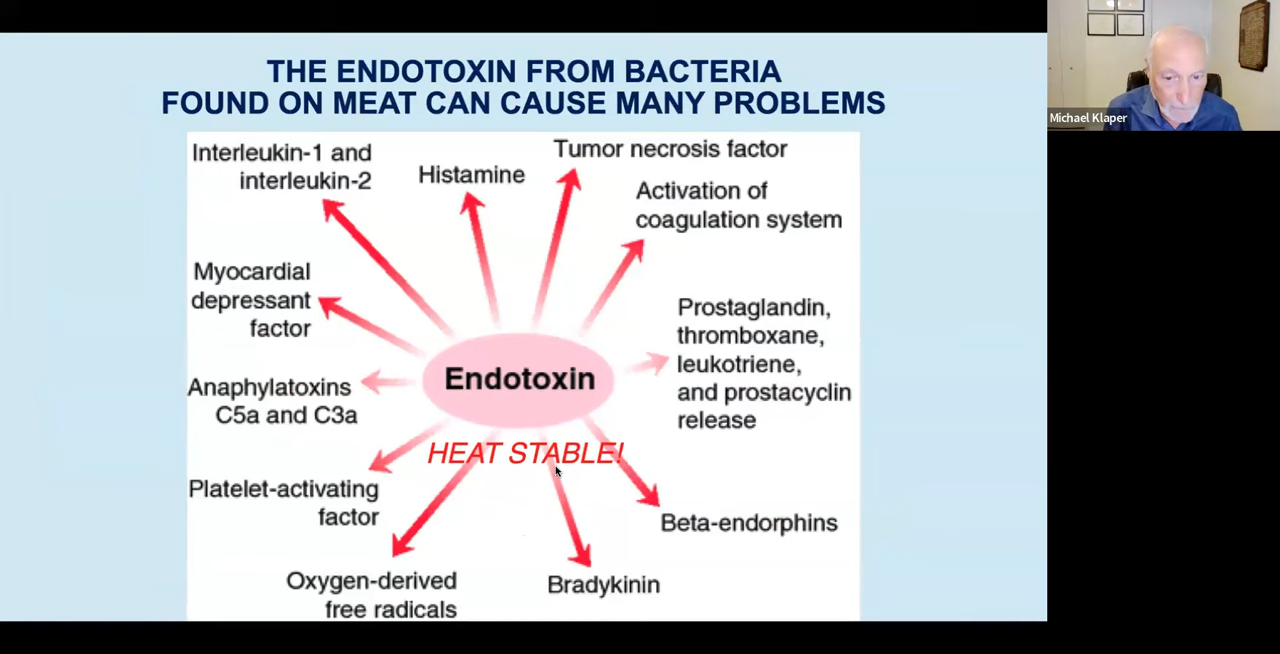 THE ENDOTOXIN FROM BACTERIA
FOUND ON MEAT CAN CAUSE MANY PROBLEMS
Michael Klaper
Interleukin-1 and
interleukin-2
Histamine
Tumor necrosis factor
Activation of
coagulation system
Myocardial
depressant
factor
Prostaglandin,
thromboxane,
leukotriene,
and prostacyclin
release
Endotoxin
Anaphylatoxins
C5a and C3a
HEAT STABLE!
Platelet-activating
factor
Beta-endorphins
Oxygen-derived
free radicals
Bradykinin